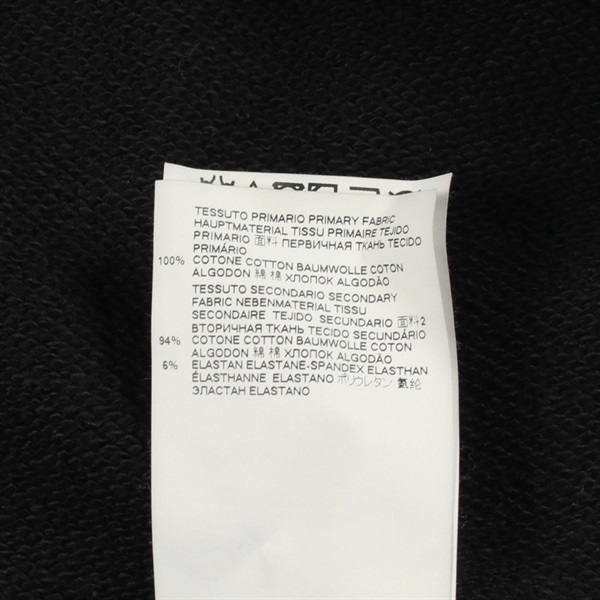 TESSUTO PRIMARIO PRIMARY FABRIC
HAUPTMATERIAL TISSU PRIMAIRE TEJIDO
PRIMARIO 面料 ПЕРВИЧНАЯ ТКАНЬ TECIDO
PRIMÁRIO
100% COTONE COTTON BAUMWOLLE COTON
ALGODON 綿 棉 ХЛОПОК ALGODÃO
TESSUTO SECONDARIO SECONDARY
FABRIC NEBENMATERIAL TISSU
SECONDAIRE TEJIDO SECUNDARIO 面料2
ВТОРИЧНАЯ ТКАНЬ TECIDO SECUNDÁRIO
94% COTONE COTTON BAUMWOLLE COTON
ALGODON 綿 棉 ХЛОПОК ALGODÃO
6% ELASTAN ELASTANE-SPANDEX ELASTHAN
ÉLASTHANNE ELASTANO ポリウレタン 氨纶
ЭЛАСТАН ELASTANO